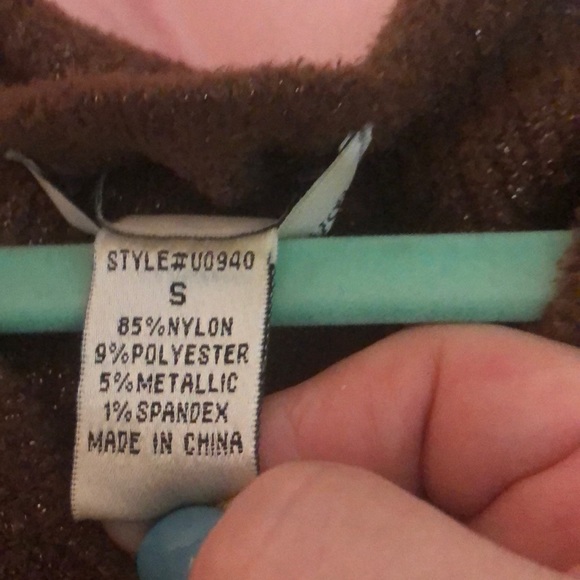 STYLE#U0940
S
85%NYLON
9%POLYESTER
5%METALLIC
1%SPANDEX
MADE IN CHINA